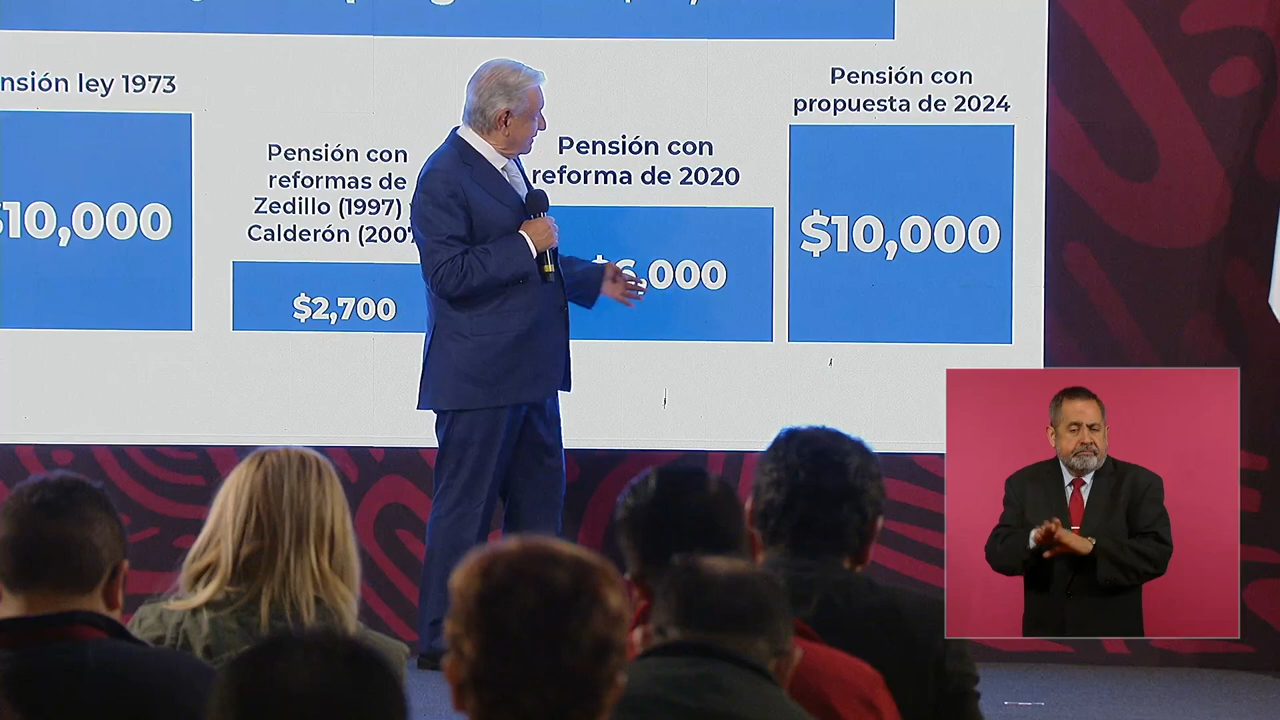 nsión ley 1973
10,000
Pensión con
reformas de
Zedillo (1997)
Calderón (2007
$2,700
Pensión con
reforma de 2020
$6,000
Pensión con
propuesta de 2024
$10,000